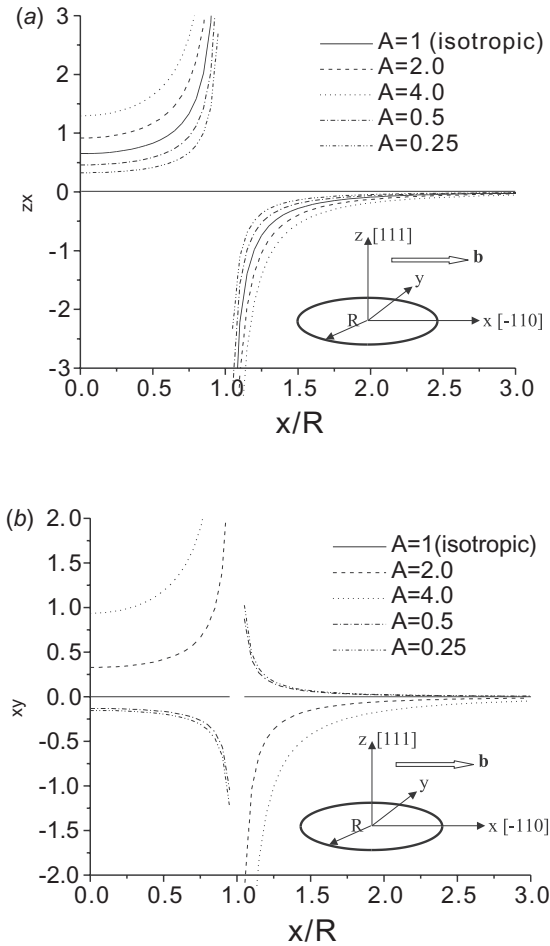 (a)
3
2
1
0
-1
-2
-3
zx
A=1 (isotropic)
A=2.0
A=4.0
A=0.5
A=0.25
z [111]
b
y
R
x [-110]
0.0 0.5 1.0 1.5 2.0 2.5 3.0
x/R
(b)
2.0
1.5
1.0
0.5
0.0
-0.5
-1.0
-1.5
-2.0
xy
A=1(isotropic)
A=2.0
A=4.0
A=0.5
A=0.25
z [111]
b
y
R
x [-110]
0.0 0.5 1.0 1.5 2.0 2.5 3.0
x/R